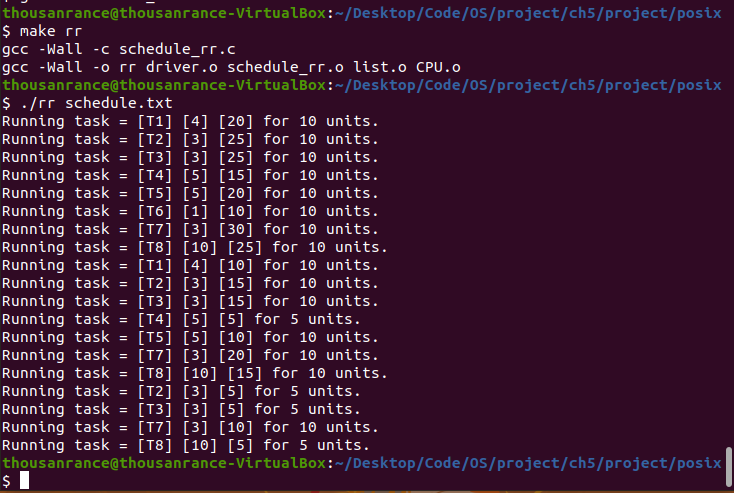 thousanrance@thousanrance-VirtualBox:~/Desktop/Code/OS/project/ch5/project/posix
$ make rr
gcc -Wall -c schedule_rr.c
gcc -Wall -o rr driver.o schedule_rr.o list.o CPU.o
thousanrance@thousanrance-VirtualBox:~/Desktop/Code/OS/project/ch5/project/posix
$ ./rr schedule.txt
Running task = [T1] [4] [20] for 10 units.
Running task = [T2] [3] [25] for 10 units.
Running task = [T3] [3] [25] for 10 units.
Running task = [T4] [5] [15] for 10 units.
Running task = [T5] [5] [20] for 10 units.
Running task = [T6] [1] [10] for 10 units.
Running task = [T7] [3] [30] for 10 units.
Running task = [T8] [10] [25] for 10 units.
Running task = [T1] [4] [10] for 10 units.
Running task = [T2] [3] [15] for 10 units.
Running task = [T3] [3] [15] for 10 units.
Running task = [T4] [5] [5] for 5 units.
Running task = [T5] [5] [10] for 10 units.
Running task = [T7] [3] [20] for 10 units.
Running task = [T8] [10] [15] for 10 units.
Running task = [T2] [3] [5] for 5 units.
Running task = [T3] [3] [5] for 5 units.
Running task = [T7] [3] [10] for 10 units.
Running task = [T8] [10] [5] for 5 units.
thousanrance@thousanrance-VirtualBox:~/Desktop/Code/OS/project/ch5/project/posix
$